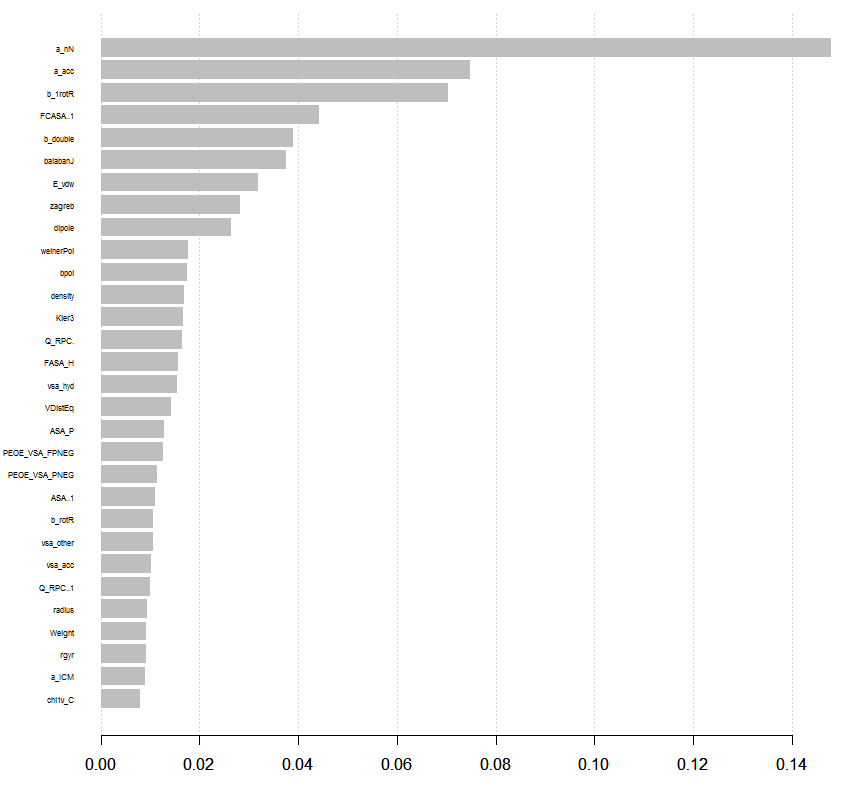 a_nN
a_acc
b_1rotR
FCASA..1
b_double
balabanJ
E_vdw
zagreb
dipole
weinerPol
bpol
density
Kier3
Q_RPC.
FASA_H
vsa_hyd
VDistEq
ASA_P
PEOE_VSA_FPNEG
PEOE_VSA_PNEG
ASA..1
b_rotR
vsa_other
vsa_acc
Q_RPC..1
radius
Weight
rgyr
a_ICM
chi1v_C
0.00 0.02 0.04 0.06 0.08 0.10 0.12 0.14